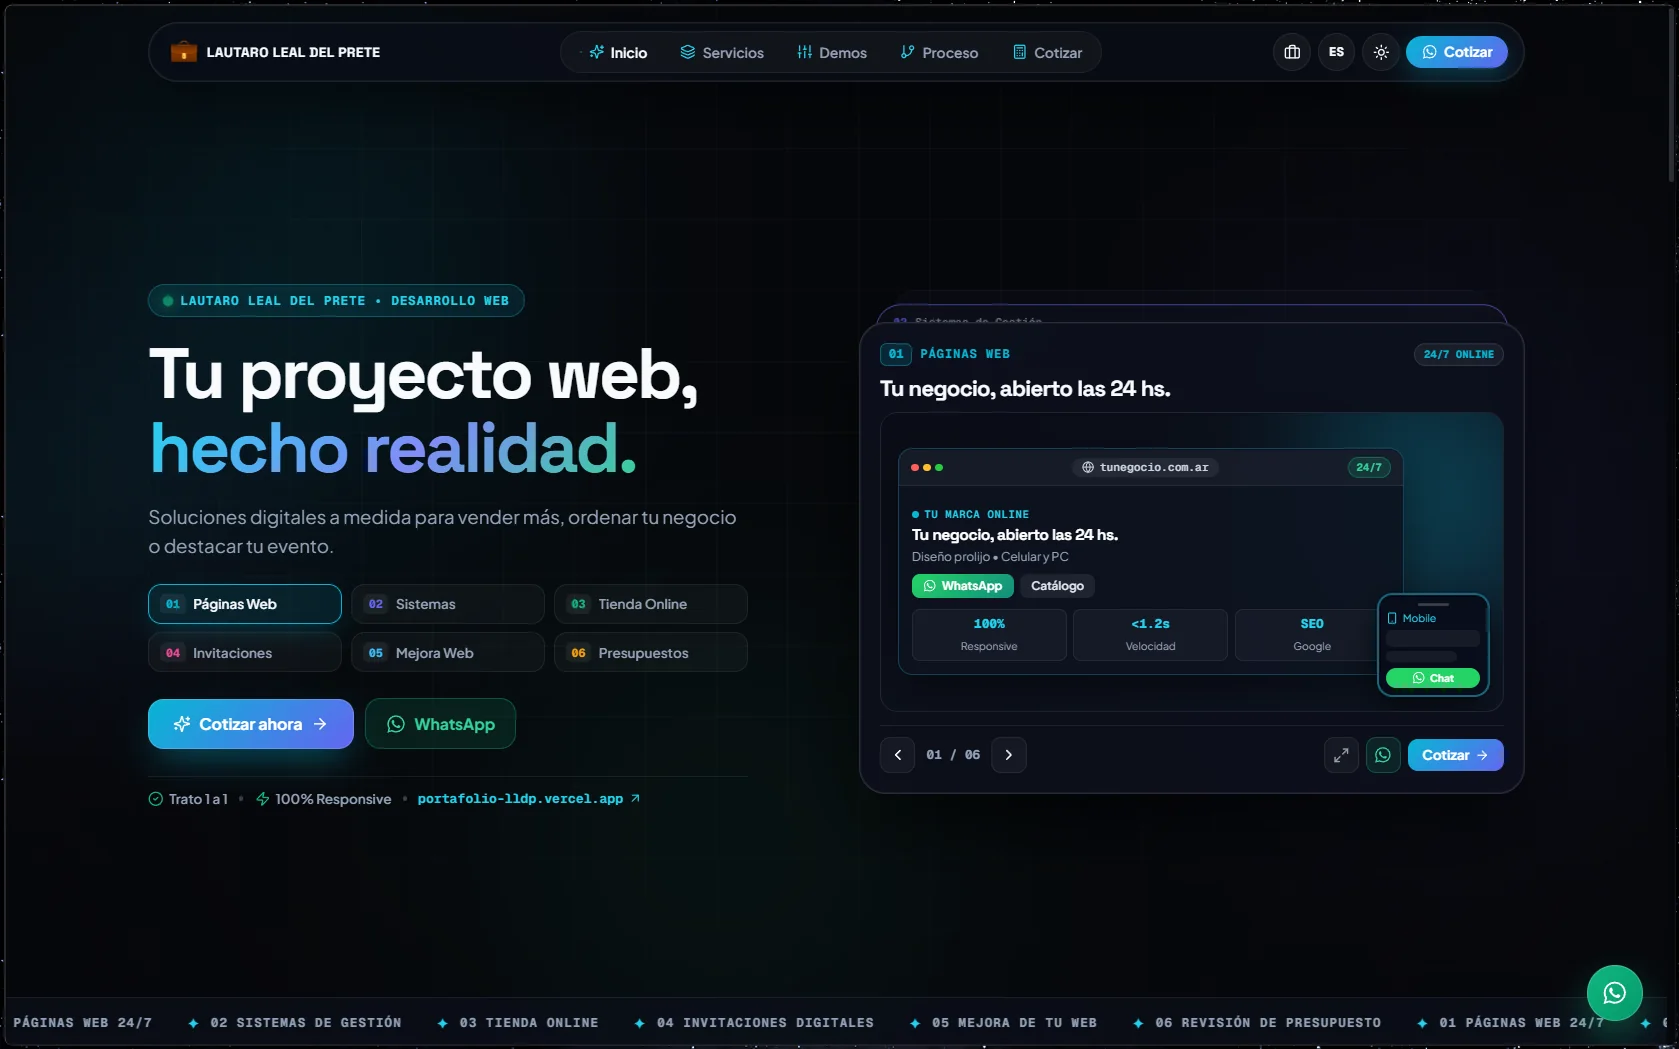 LAUTARO LEAL DEL PRETE
Inicio
Servicios
Demos
Proceso
Cotizar
ES
Cotizar
LAUTARO LEAL DEL PRETE • DESARROLLO WEB
Tu proyecto web,
hecho realidad.
Soluciones digitales a medida para vender más, ordenar tu negocio
o destacar tu evento.
01 Páginas Web
02 Sistemas
03 Tienda Online
04 Invitaciones
05 Mejora Web
06 Presupuestos
Cotizar ahora
WhatsApp
Trato 1 a 1 • 100% Responsive • portafolio-lldp.vercel.app
02 Sistemas de Gestión
01 PÁGINAS WEB
24/7 ONLINE
Tu negocio, abierto las 24 hs.
tunegocio.com.ar
24/7
TU MARCA ONLINE
Tu negocio, abierto las 24 hs.
Diseño prolijo • Celular y PC
WhatsApp
Catálogo
100%
Responsive
<1.2s
Velocidad
SEO
Google
Mobile
Chat
01 / 06
Cotizar
PÁGINAS WEB 24/7 ✦ 02 SISTEMAS DE GESTIÓN ✦ 03 TIENDA ONLINE ✦ 04 INVITACIONES DIGITALES ✦ 05 MEJORA DE TU WEB ✦ 06 REVISIÓN DE PRESUPUESTO ✦ 01 PÁGINAS WEB 24/7 ✦